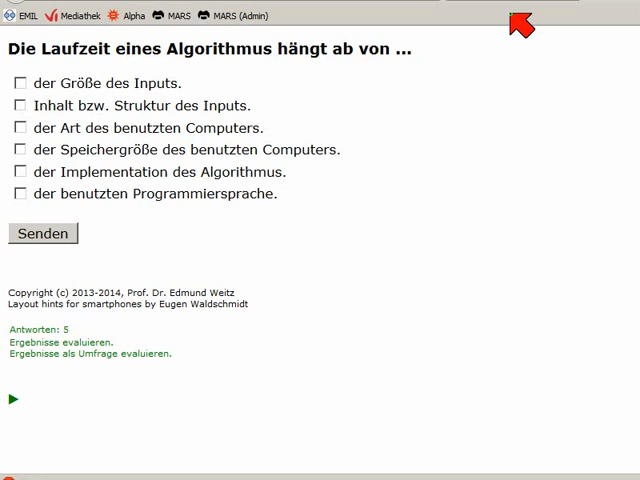 EMIL Mediathek Alpha MARS MARS (Admin)
Die Laufzeit eines Algorithmus hängt ab von ...
der Größe des Inputs.
Inhalt bzw. Struktur des Inputs.
der Art des benutzten Computers.
der Speichergröße des benutzten Computers.
der Implementation des Algorithmus.
der benutzten Programmiersprache.
Senden
Copyright (c) 2013-2014, Prof. Dr. Edmund Weitz
Layout hints for smartphones by Eugen Waldschmidt
Antworten: 5
Ergebnisse evaluieren.
Ergebnisse als Umfrage evaluieren.